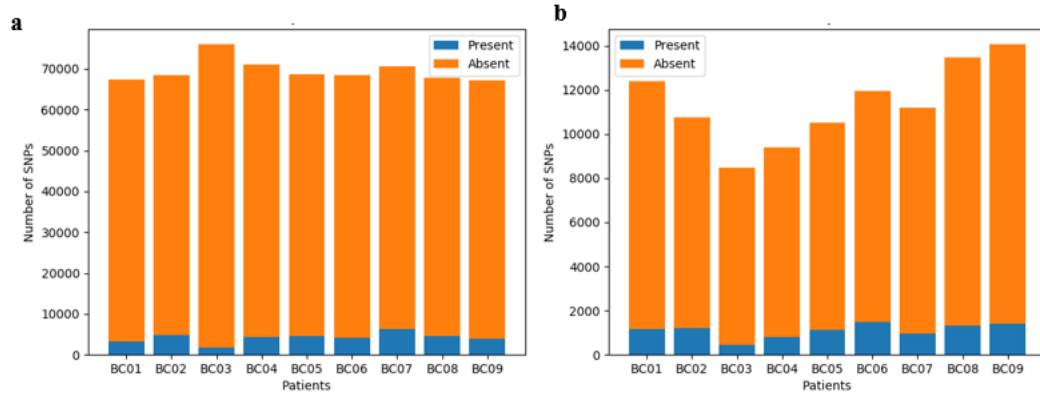 a
Present
Absent
Number of SNPs
70000
60000
50000
40000
30000
20000
10000
0
BC01 BC02 BC03 BC04 BC05 BC06 BC07 BC08 BC09
Patients
b
Present
Absent
Number of SNPs
14000
12000
10000
8000
6000
4000
2000
0
BC01 BC02 BC03 BC04 BC05 BC06 BC07 BC08 BC09
Patients